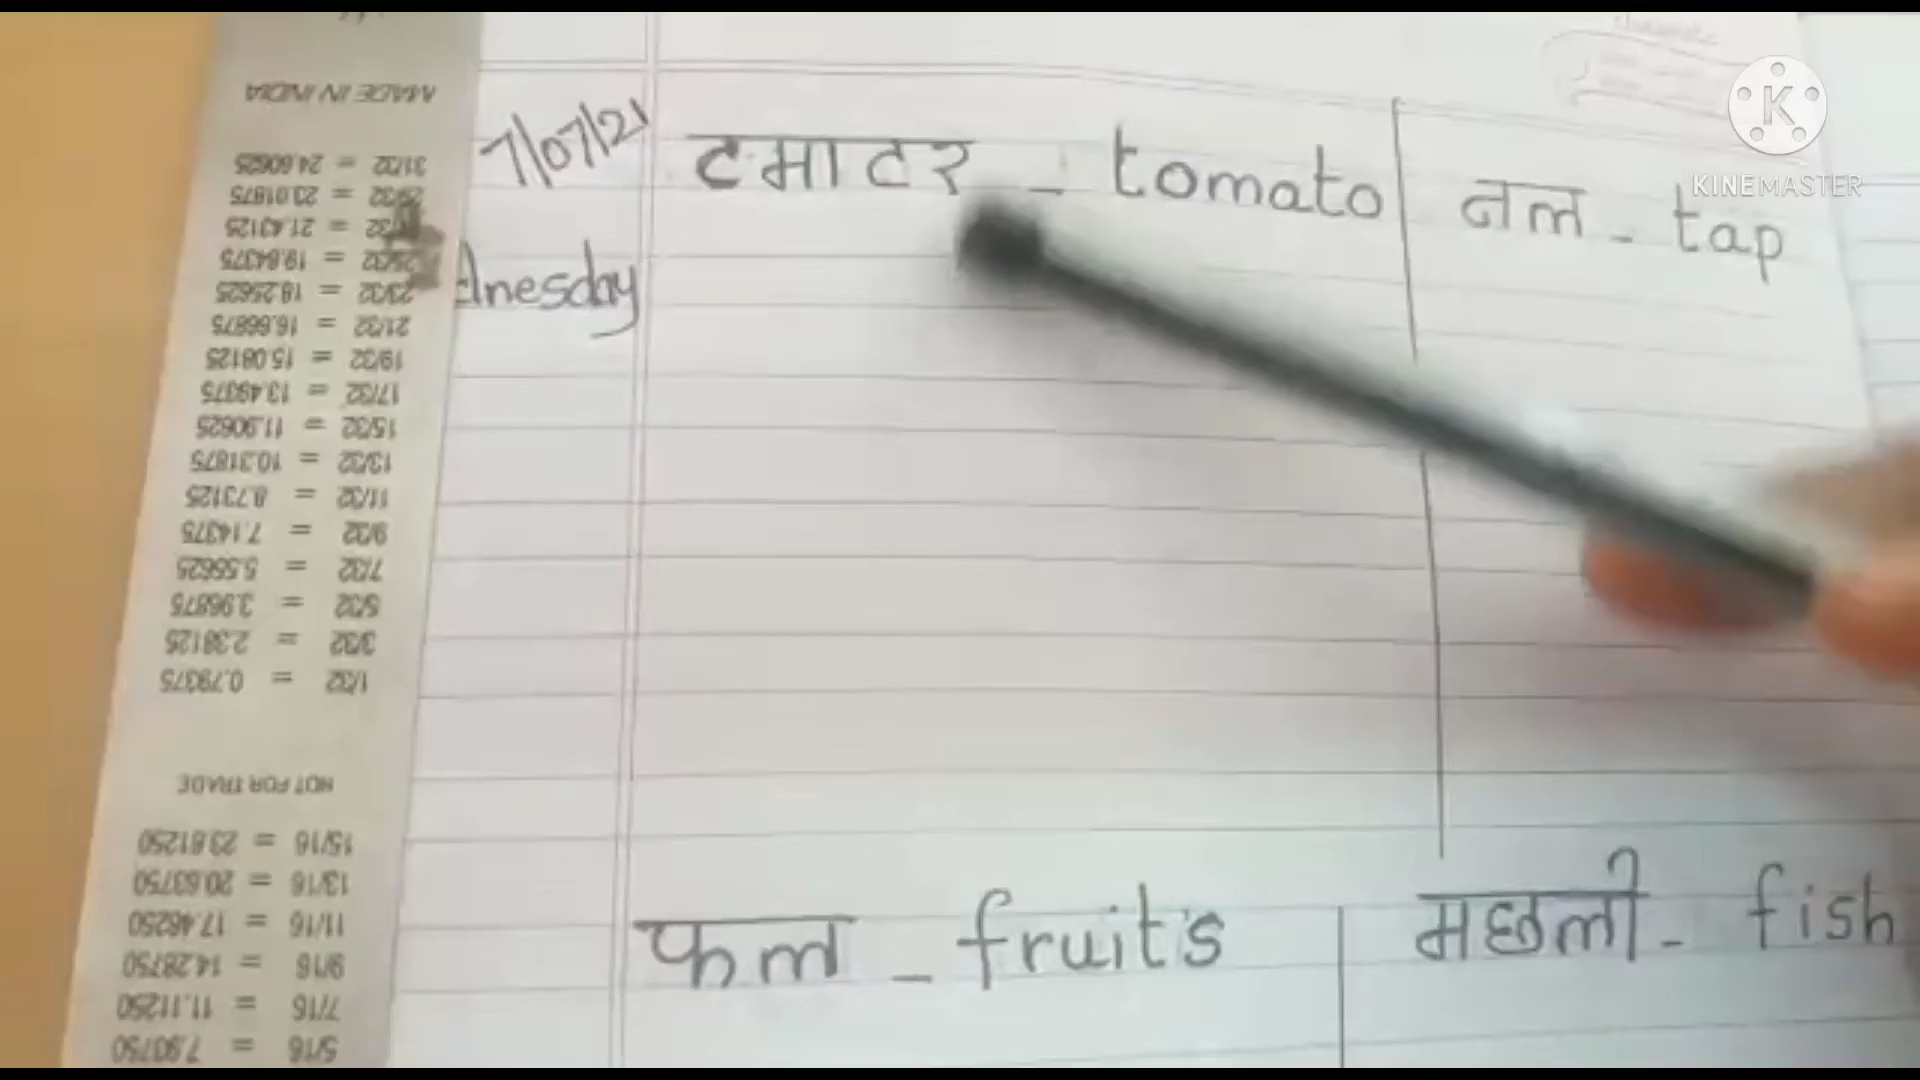 7/07/21
टमाटर - tomato
नल - tap
dnesday
फल - fruit's
मछली - fish
KINEMASTER
MADE IN INDIA
31/32 = 24.60625
29/32 = 23.01875
27/32 = 21.43125
25/32 = 19.84375
23/32 = 18.25625
21/32 = 16.66875
19/32 = 15.08125
17/32 = 13.49375
15/32 = 11.90625
13/32 = 10.31875
11/32 = 8.73125
9/32 = 7.14375
7/32 = 5.55625
5/32 = 3.96875
3/32 = 2.38125
1/32 = 0.79375
NOT FOR TRADE
15/16 = 23.81250
13/16 = 20.63750
11/16 = 17.46250
9/16 = 14.28750
7/16 = 11.11250
5/16 = 7.93750